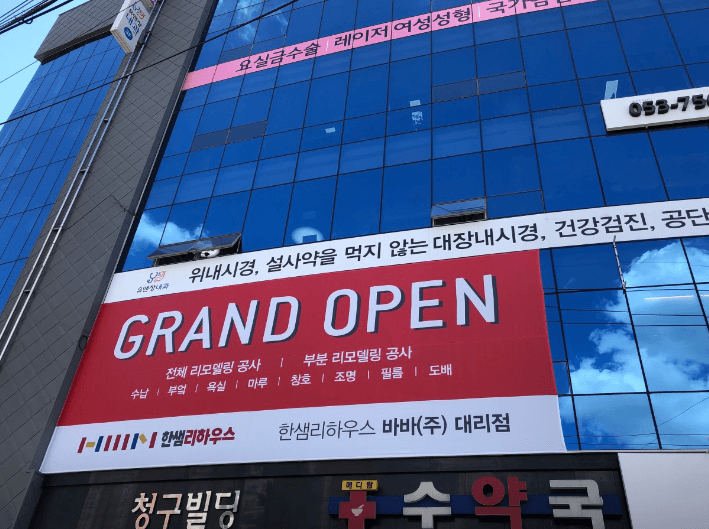 요실금수술 | 레이저 여성성형 | 국가검
053-75
위내시경, 설사약을 먹지 않는 대장내시경, 건강검진, 공단
GRAND OPEN
전체 리모델링 공사 | 부분 리모델링 공사
수납 | 부엌 | 욕실 | 마루 | 창호 | 조명 | 필름 | 도배
한샘리하우스
한샘리하우스 바바(주) 대리점
청구빌딩
메디팜
수약국